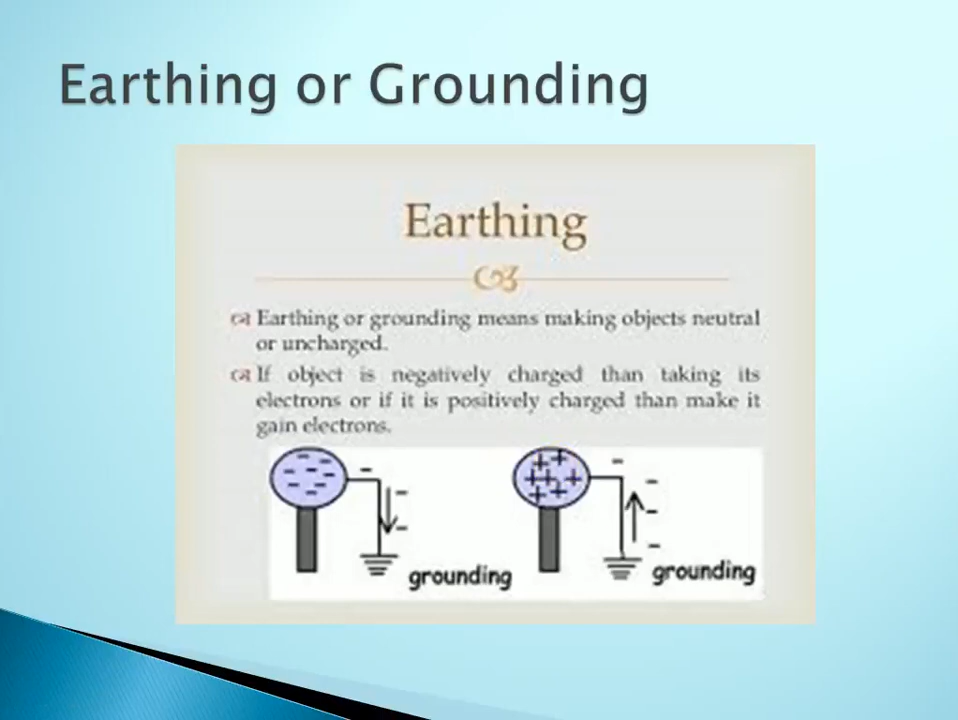 Earthing or Grounding
Earthing
Earthing or grounding means making objects neutral
or uncharged.
If object is negatively charged than taking its
electrons or if it is positively charged than make it
gain electrons.
grounding
grounding